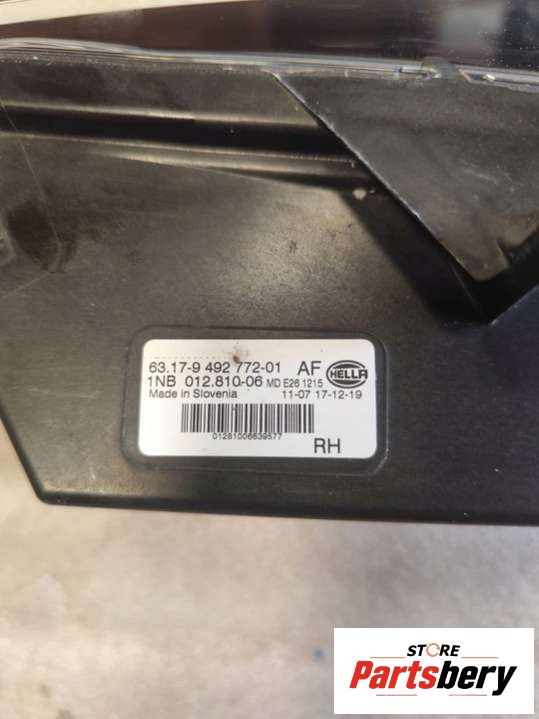 63.17-9 492 772-01 AF HELLA
1NB 012.810-06 MD E26 1215
Made in Slovenia 11-07 17-12-19
01281006639577
RH
STORE
Partsbery